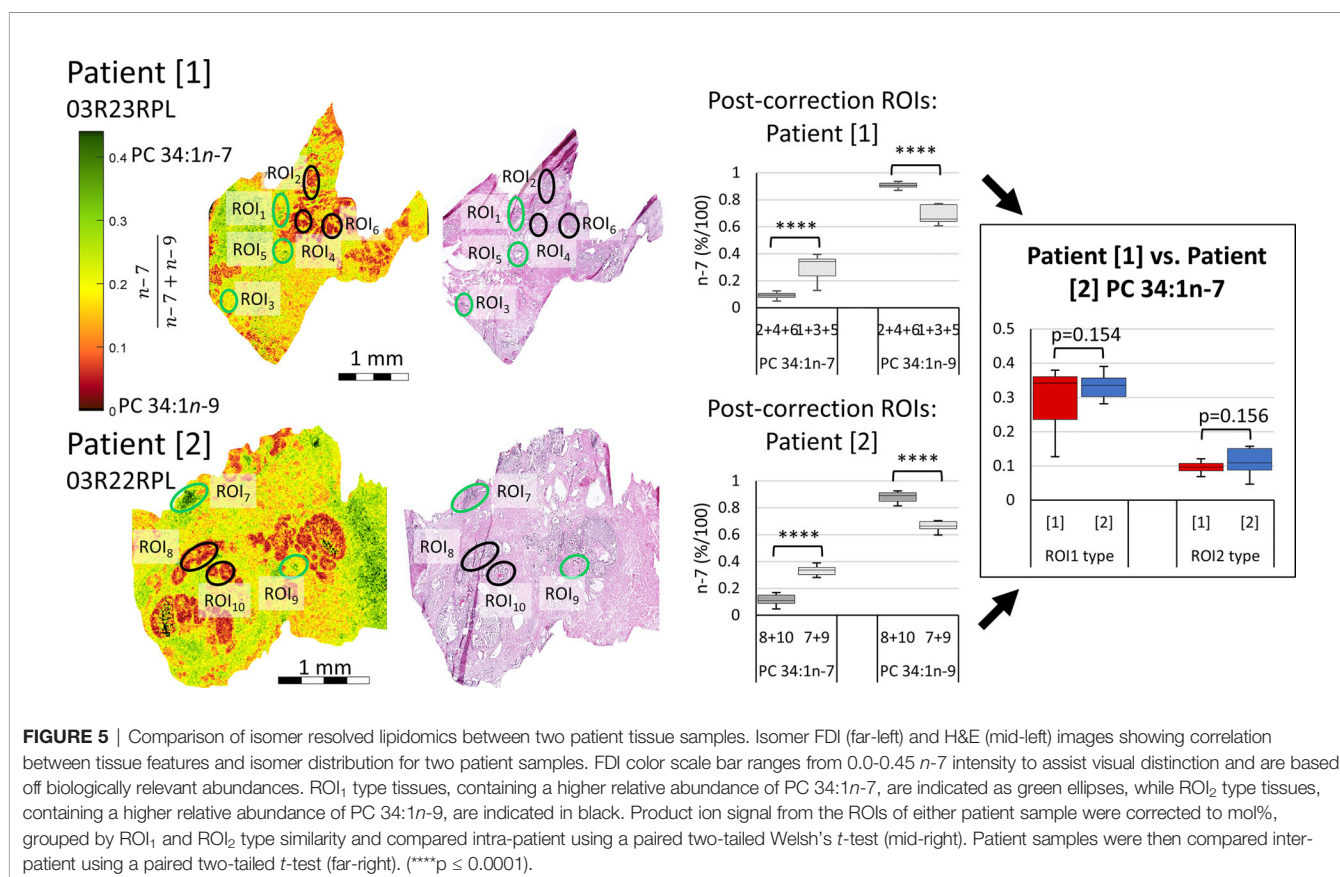 Patient [1]
03R23RPL
0.4
PC 34:1n-7
0.3
n-7
n-7 + n-9
0.2
0.1
0
PC 34:1n-9
ROI2
ROI1
ROI6
ROI5
ROI4
ROI3
1 mm
ROI2
ROI1
ROI6
ROI5
ROI4
ROI3
Patient [2]
03R22RPL
ROI7
ROI8
ROI10
ROI9
1 mm
ROI7
ROI8
ROI10
ROI9
Post-correction ROIs:
Patient [1]
n-7 (%/100)
1
0.8
0.6
0.4
0.2
0
****
****
2+4+6 1+3+5 2+4+6 1+3+5
PC 34:1n-7 PC 34:1n-9
Post-correction ROIs:
Patient [2]
n-7 (%/100)
1
0.8
0.6
0.4
0.2
0
****
****
8+10 7+9 8+10 7+9
PC 34:1n-7 PC 34:1n-9
Patient [1] vs. Patient
[2] PC 34:1n-7
0.5
0.4
0.3
0.2
0.1
0
p=0.154
p=0.156
[1] [2] [1] [2]
ROI1 type ROI2 type
FIGURE 5 | Comparison of isomer resolved lipidomics between two patient tissue samples. Isomer FDI (far-left) and H&E (mid-left) images showing correlation
between tissue features and isomer distribution for two patient samples. FDI color scale bar ranges from 0.0-0.45 n-7 intensity to assist visual distinction and are based
off biologically relevant abundances. ROI1 type tissues, containing a higher relative abundance of PC 34:1n-7, are indicated as green ellipses, while ROI2 type tissues,
containing a higher relative abundance of PC 34:1n-9, are indicated in black. Product ion signal from the ROIs of either patient sample were corrected to mol%,
grouped by ROI1 and ROI2 type similarity and compared intra-patient using a paired two-tailed Welsh's t-test (mid-right). Patient samples were then compared inter-
patient using a paired two-tailed t-test (far-right). (****p ≤ 0.0001).